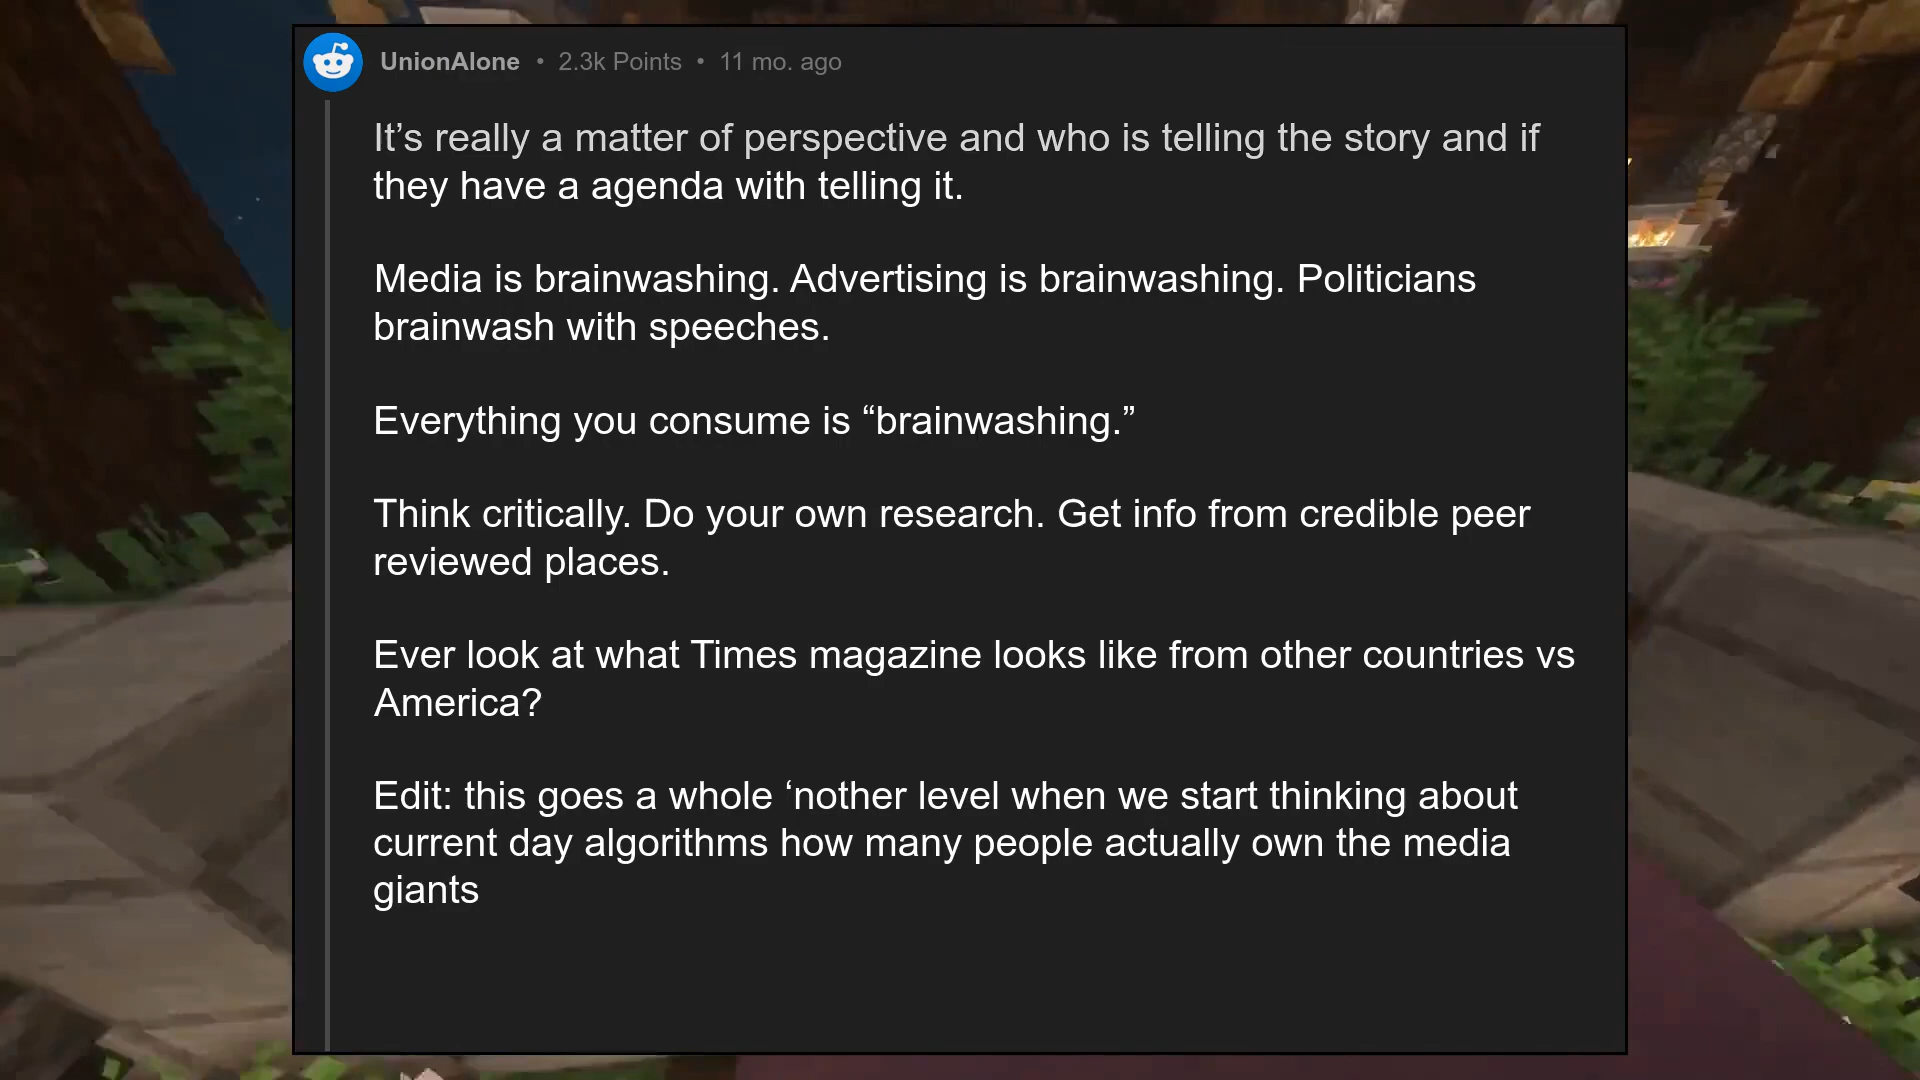 UnionAlone • 2.3k Points • 11 mo. ago
It’s really a matter of perspective and who is telling the story and if
they have a agenda with telling it.
Media is brainwashing. Advertising is brainwashing. Politicians
brainwash with speeches.
Everything you consume is “brainwashing.”
Think critically. Do your own research. Get info from credible peer
reviewed places.
Ever look at what Times magazine looks like from other countries vs
America?
Edit: this goes a whole ‘nother level when we start thinking about
current day algorithms how many people actually own the media
giants